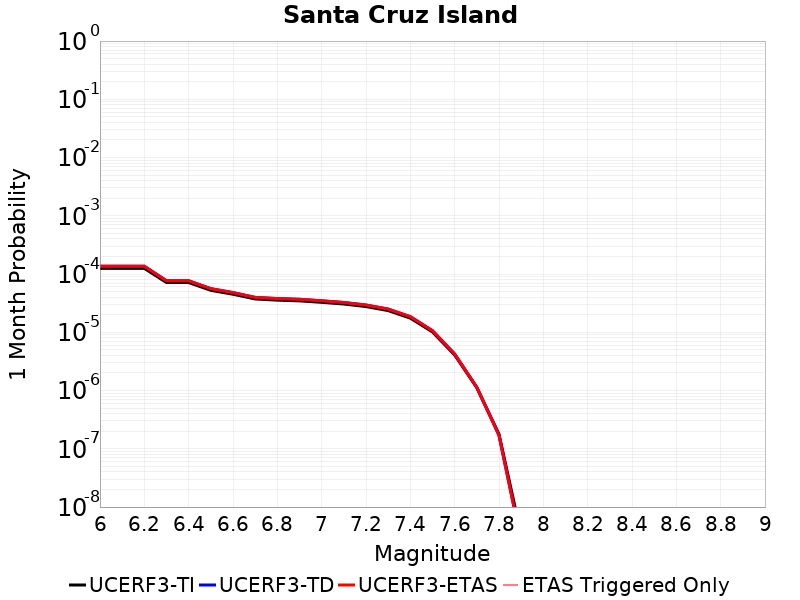 Santa Cruz Island
10^0
10^-1
10^-2
10^-3
10^-4
10^-5
10^-6
10^-7
10^-8
1 Month Probability
6 6.2 6.4 6.6 6.8 7 7.2 7.4 7.6 7.8 8 8.2 8.4 8.6 8.8 9
Magnitude
UCERF3-TI UCERF3-TD UCERF3-ETAS ETAS Triggered Only